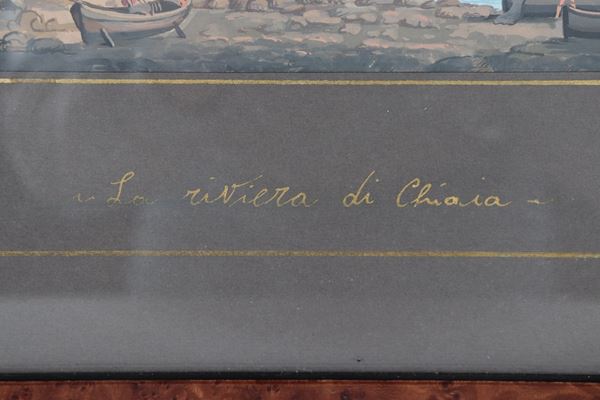 ~ La riviera di Chiaia ~